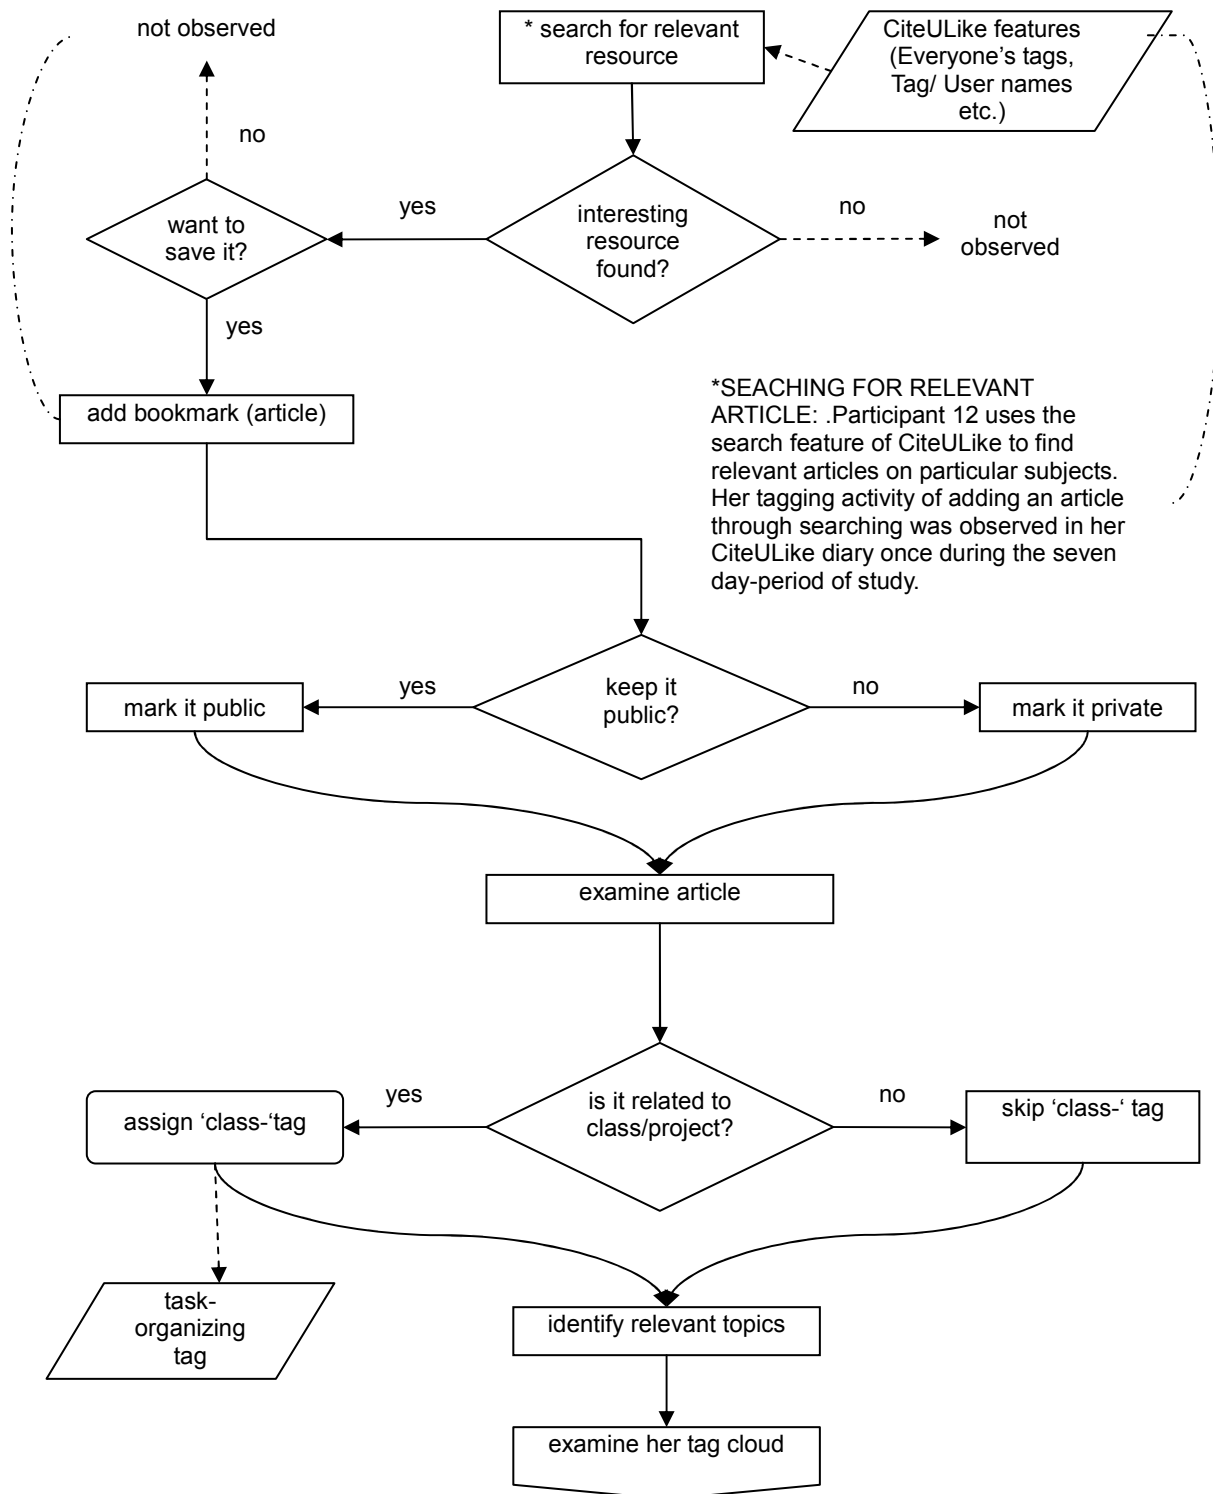 not observed
* search for relevant
resource
CiteULike features
(Everyone’s tags,
Tag/ User names
etc.)
no
want to
save it?
yes
interesting
resource
found?
no
not
observed
yes
add bookmark (article)
*SEACHING FOR RELEVANT
ARTICLE: .Participant 12 uses the
search feature of CiteULike to find
relevant articles on particular subjects.
Her tagging activity of adding an article
through searching was observed in her
CiteULike diary once during the seven
day-period of study.
mark it public
yes
keep it
public?
no
mark it private
examine article
assign ‘class-‘tag
yes
is it related to
class/project?
no
skip ‘class-‘ tag
task-
organizing
tag
identify relevant topics
examine her tag cloud